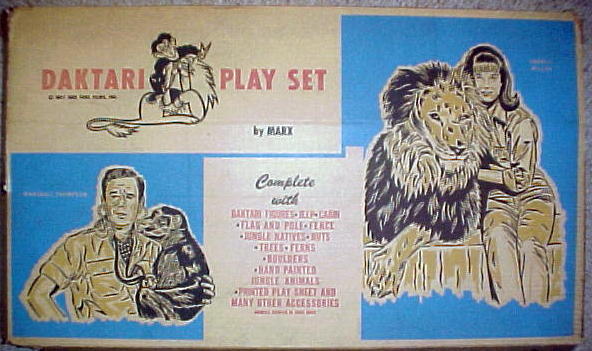 DAKTARI PLAY SET
by MARX
MARSHALL THOMPSON
Complete
with
DAKTARI FIGURES•JEEP•CABIN
•FLAG AND POLE•FENCE
•JUNGLE NATIVES•HUTS
•TREES•FERNS
•BOULDERS
•HAND PAINTED
JUNGLE ANIMALS
•PRINTED PLAY SHEET AND
MANY OTHER ACCESSORIES